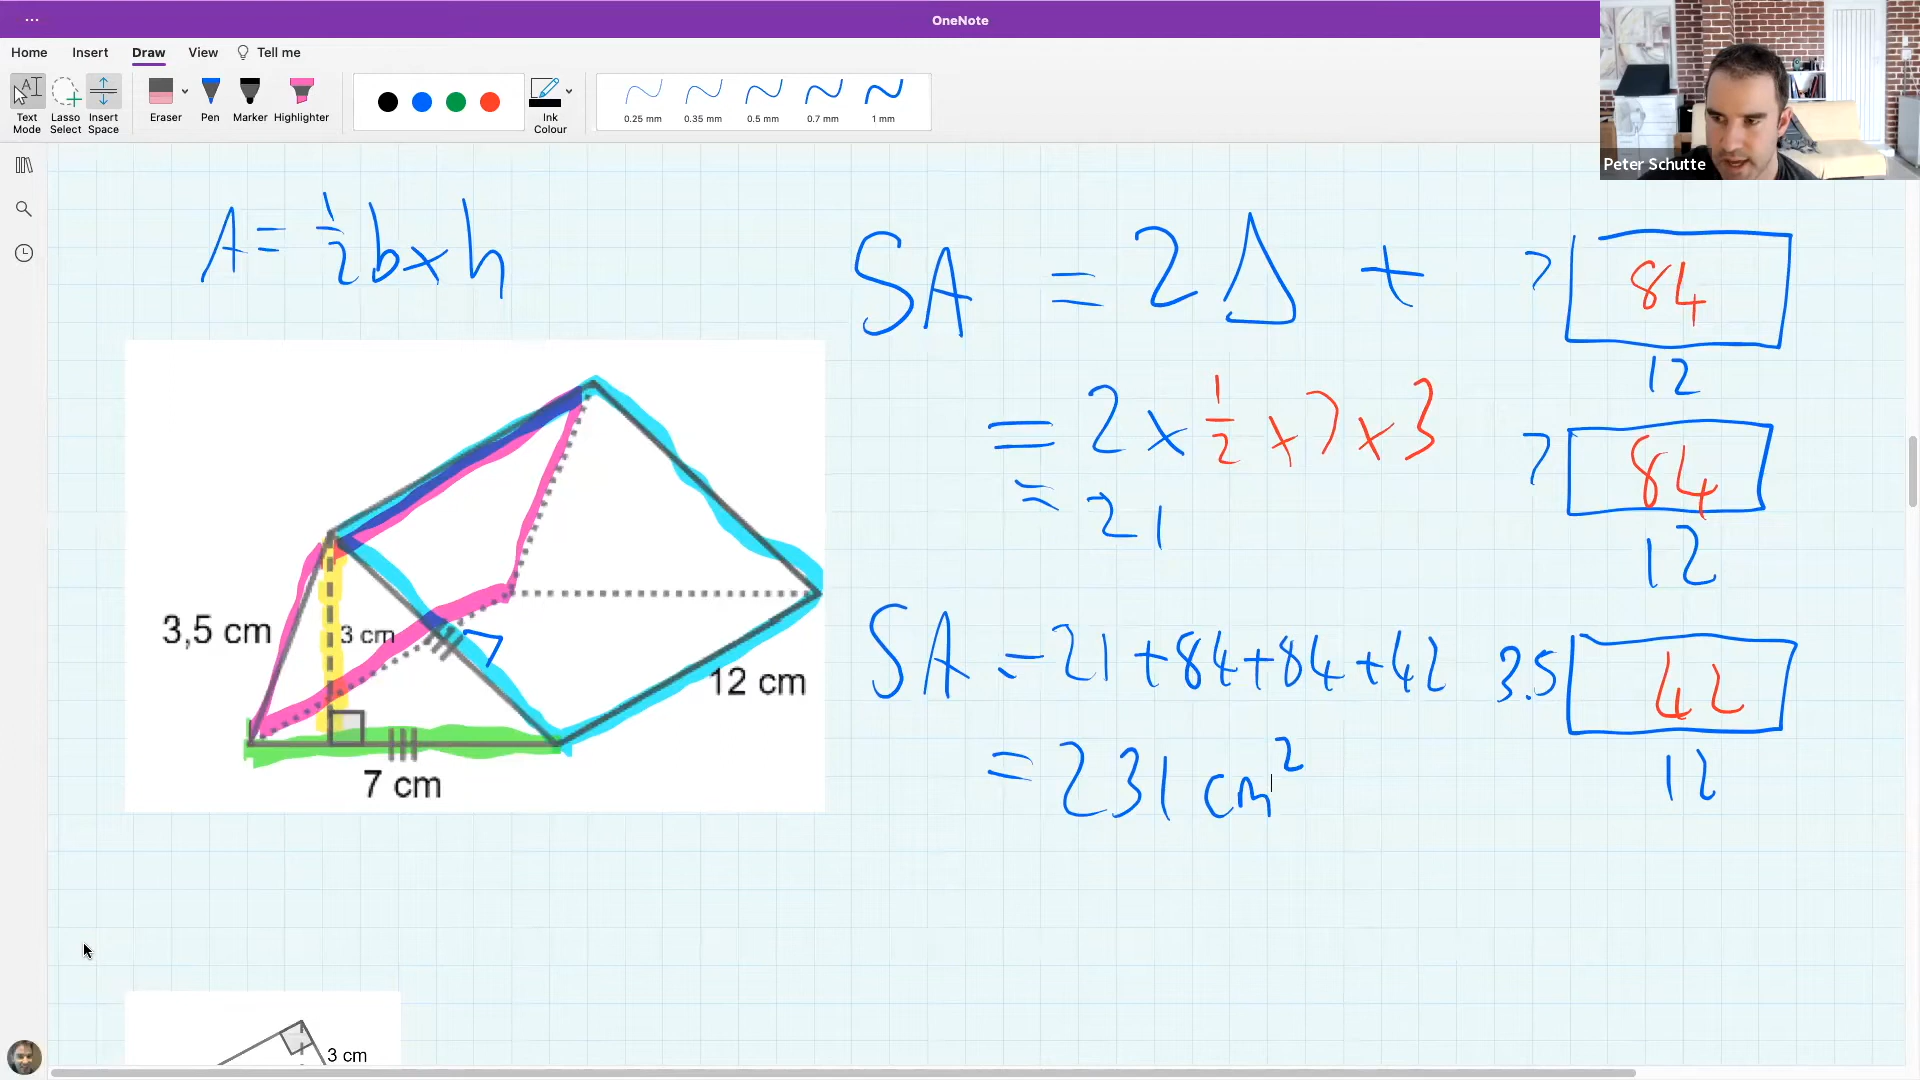 OneNote
Home Insert Draw View Tell me
Text Mode
Lasso Select
Insert Space
Eraser
Pen
Marker
Highlighter
Ink Colour
0.25 mm
0.35 mm
0.5 mm
0.7 mm
1 mm
Peter Schutte
A = 1/2 b x h
SA = 2 Δ +
7
84
12
= 2 x 1/2 x 7 x 3
= 21
7
84
12
3,5 cm
3 cm
7
12 cm
7 cm
SA = 21 + 84 + 84 + 42
3.5
42
12
= 231 cm²
3 cm